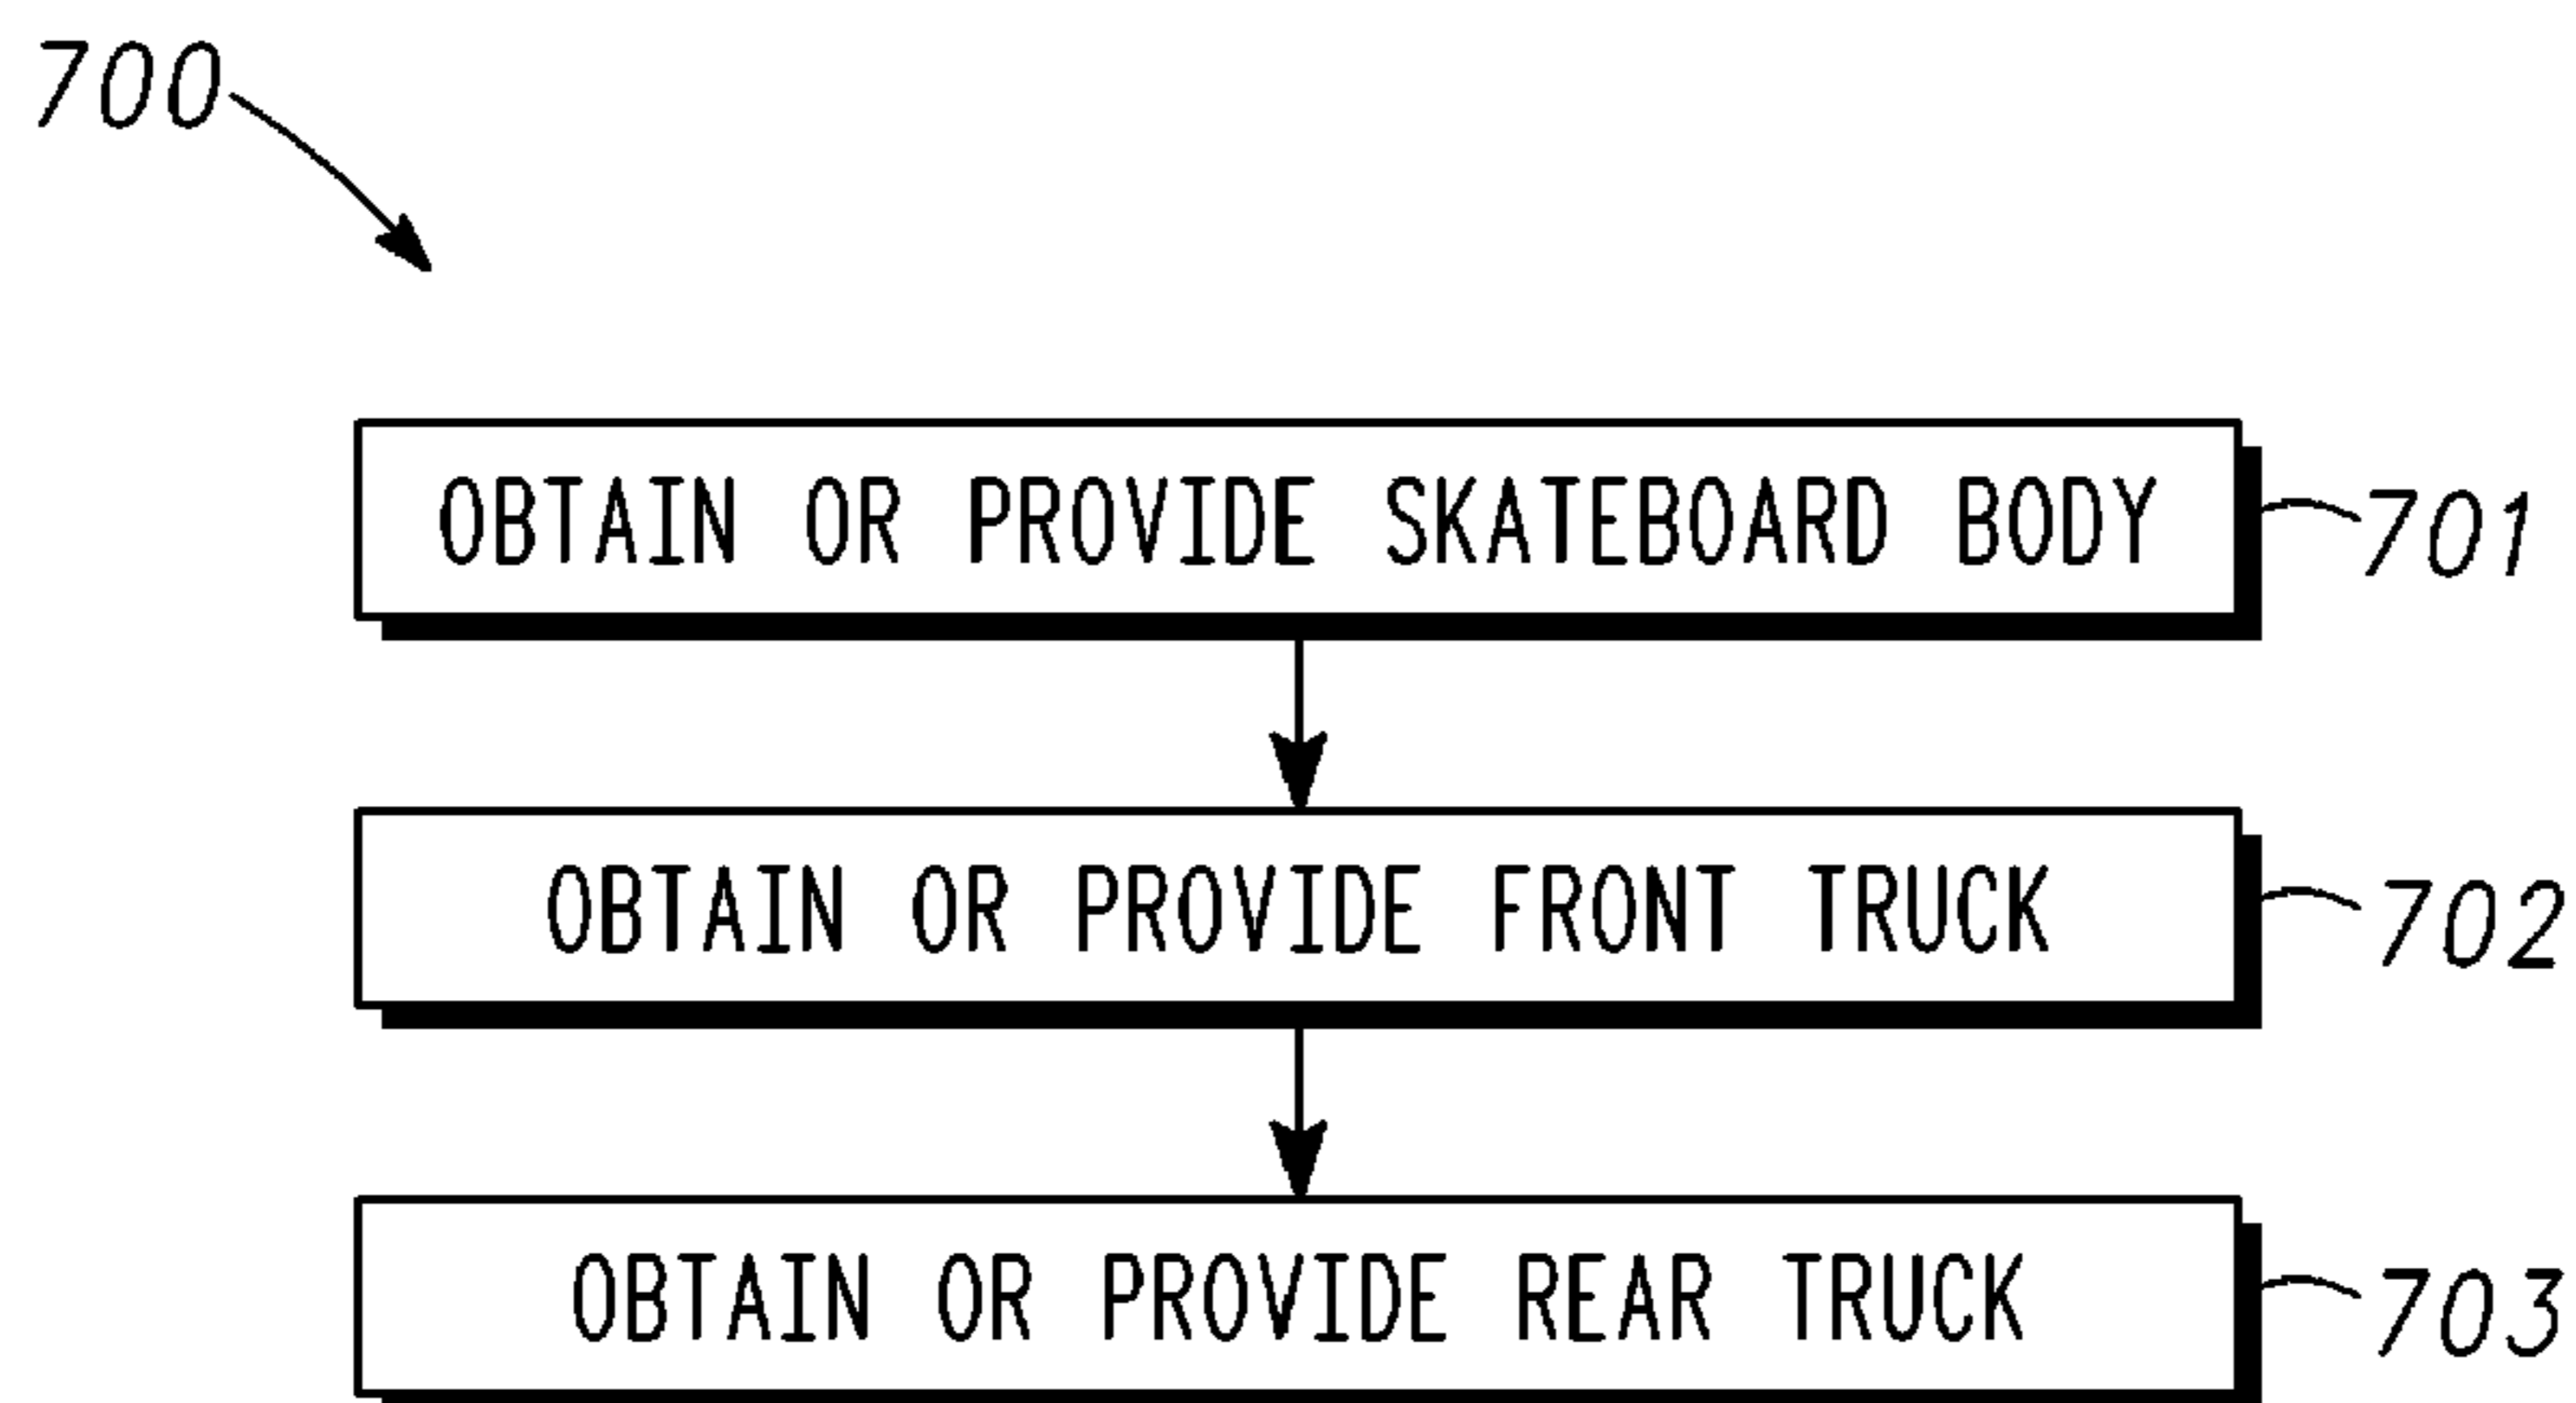 700
OBTAIN OR PROVIDE SKATEBOARD BODY
701
OBTAIN OR PROVIDE FRONT TRUCK
702
OBTAIN OR PROVIDE REAR TRUCK
703